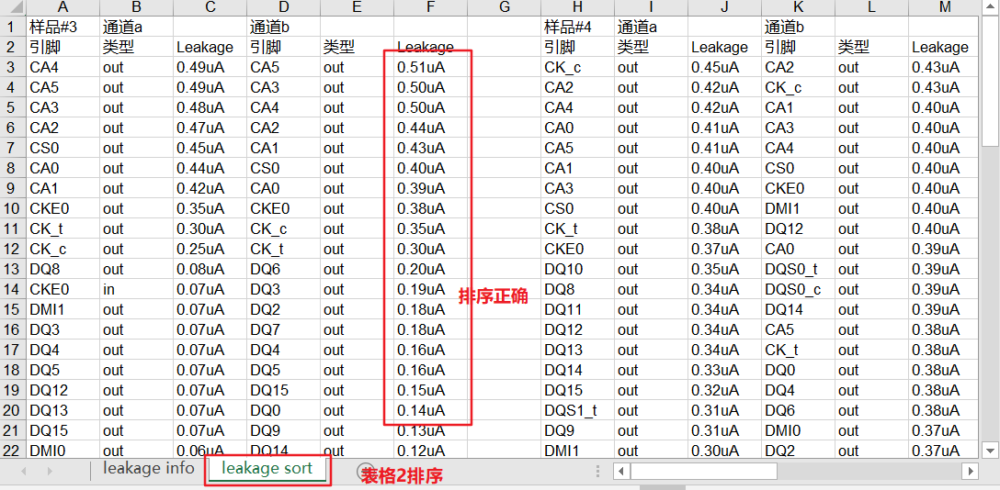 A B C D E F G H I J K L M
1 样品#3 通道a 通道b 样品#4 通道a 通道b
2 引脚 类型 Leakage 引脚 类型 Leakage 引脚 类型 Leakage 引脚 类型 Leakage
3 CA4 out 0.49uA CA5 out 0.51uA CK_c out 0.45uA CA2 out 0.43uA
4 CA5 out 0.49uA CA3 out 0.50uA CA2 out 0.42uA CK_c out 0.43uA
5 CA3 out 0.48uA CA4 out 0.50uA CA4 out 0.42uA CA1 out 0.40uA
6 CA2 out 0.47uA CA2 out 0.44uA CA0 out 0.41uA CA3 out 0.40uA
7 CS0 out 0.45uA CA1 out 0.43uA CA5 out 0.41uA CA4 out 0.40uA
8 CA0 out 0.44uA CS0 out 0.40uA CA1 out 0.40uA CS0 out 0.40uA
9 CA1 out 0.42uA CA0 out 0.39uA CA3 out 0.40uA CKE0 out 0.40uA
10 CKE0 out 0.35uA CKE0 out 0.38uA CS0 out 0.40uA DMI1 out 0.40uA
11 CK_t out 0.30uA CK_c out 0.35uA CK_t out 0.38uA DQ12 out 0.40uA
12 CK_c out 0.25uA CK_t out 0.30uA CKE0 out 0.37uA CA0 out 0.39uA
13 DQ8 out 0.08uA DQ6 out 0.20uA DQ10 out 0.35uA DQS0_t out 0.39uA
14 CKE0 in 0.07uA DQ3 out 0.19uA DQ8 out 0.34uA DQS0_c out 0.39uA
排序正确
15 DMI1 out 0.07uA DQ2 out 0.18uA DQ11 out 0.34uA DQ14 out 0.39uA
16 DQ3 out 0.07uA DQ7 out 0.18uA DQ12 out 0.34uA CA5 out 0.38uA
17 DQ4 out 0.07uA DQ4 out 0.16uA DQ13 out 0.34uA CK_t out 0.38uA
18 DQ5 out 0.07uA DQ5 out 0.16uA DQ14 out 0.33uA DQ0 out 0.38uA
19 DQ12 out 0.07uA DQ15 out 0.15uA DQ15 out 0.32uA DQ4 out 0.38uA
20 DQ13 out 0.07uA DQ0 out 0.14uA DQS1_t out 0.31uA DQ6 out 0.38uA
21 DQ15 out 0.07uA DQ9 out 0.13uA DQ9 out 0.31uA DMI0 out 0.37uA
22 DMI0 out 0.06uA DQ14 out 0.12uA DMI1 out 0.30uA DQ2 out 0.37uA
leakage info leakage sort 表格2排序